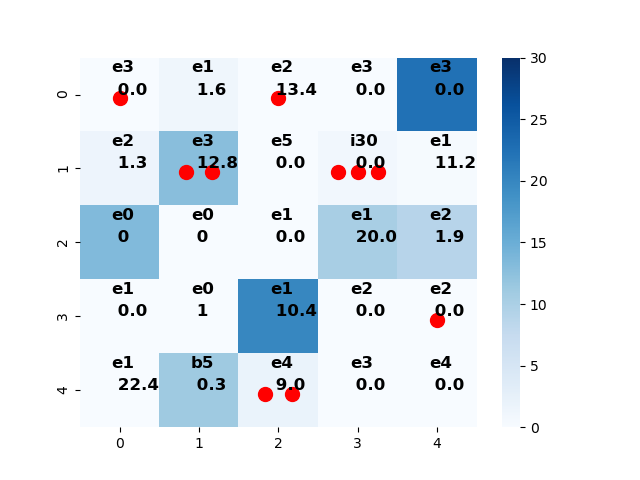 e3 e1 e2 e3 e3
0 0.0 1.6 13.4 0.0 0.0
30
e2 e3 e5 i30 e1
1 1.3 12.8 0.0 0.0 11.2
25
20
e0 e0 e1 e1 e2
2 0 0 0.0 20.0 1.9
15
e1 e0 e1 e2 e2
3 0.0 1 10.4 0.0 0.0
10
5
e1 b5 e4 e3 e4
4 22.4 0.3 9.0 0.0 0.0
0
0 1 2 3 4